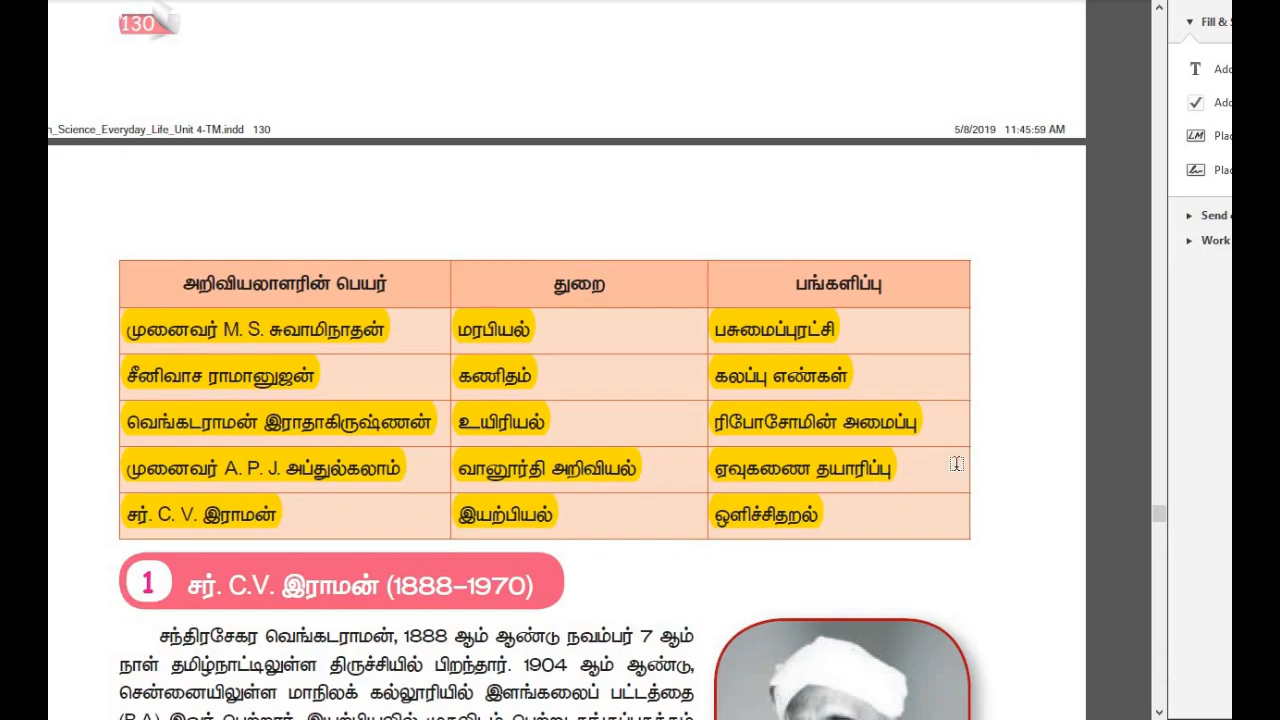 130
n_Science_Everyday_Life_Unit 4-TM.indd 130
5/8/2019 11:45:59 AM
Fill &
Send
Work
அறிவியலாளரின் பெயர் துறை பங்களிப்பு
முனைவர் M. S. சுவாமிநாதன் மரபியல் பசுமைப்புரட்சி
சீனிவாச ராமானுஜன் கணிதம் கலப்பு எண்கள்
வெங்கடராமன் இராதாகிருஷ்ணன் உயிரியல் ரிபோசோமின் அமைப்பு
முனைவர் A. P. J. அப்துல்கலாம் வானூர்தி அறிவியல் ஏவுகணை தயாரிப்பு
சர். C. V. இராமன் இயற்பியல் ஒளிச்சிதறல்
1 சர். C.V. இராமன் (1888–1970)
சந்திரசேகர வெங்கடராமன், 1888 ஆம் ஆண்டு நவம்பர் 7 ஆம்
நாள் தமிழ்நாட்டிலுள்ள திருச்சியில் பிறந்தார். 1904 ஆம் ஆண்டு,
சென்னையிலுள்ள மாநிலக் கல்லூரியில் இளங்கலைப் பட்டத்தை